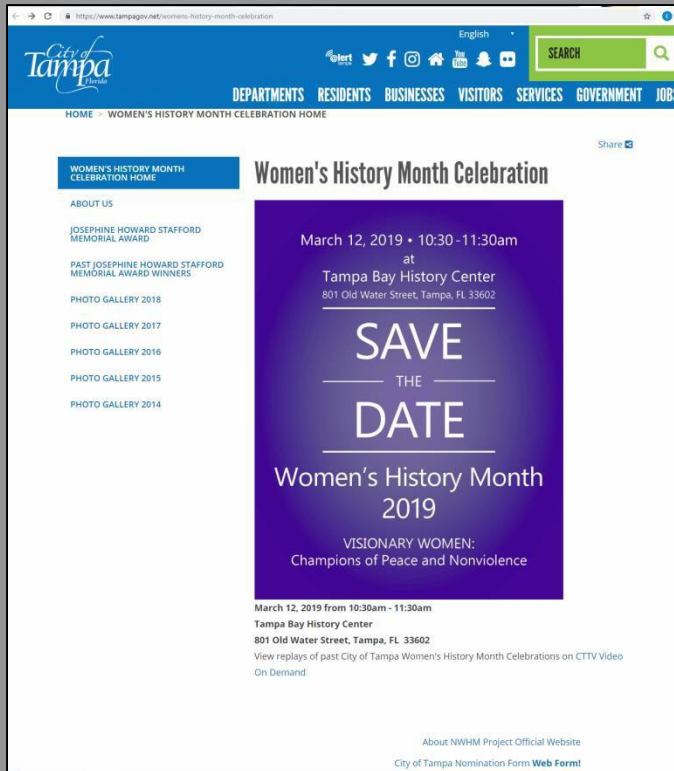 https://www.tampagov.net/womens-history-month-celebration
English
City of
Tampa
Florida
alert
tampa
You
Tube
SEARCH
DEPARTMENTS RESIDENTS BUSINESSES VISITORS SERVICES GOVERNMENT JOBS
HOME > WOMEN'S HISTORY MONTH CELEBRATION HOME
Share
WOMEN'S HISTORY MONTH
CELEBRATION HOME
ABOUT US
JOSEPHINE HOWARD STAFFORD
MEMORIAL AWARD
PAST JOSEPHINE HOWARD STAFFORD
MEMORIAL AWARD WINNERS
PHOTO GALLERY 2018
PHOTO GALLERY 2017
PHOTO GALLERY 2016
PHOTO GALLERY 2015
PHOTO GALLERY 2014
Women's History Month Celebration
March 12, 2019 • 10:30 -11:30am
at
Tampa Bay History Center
801 Old Water Street, Tampa, FL 33602
SAVE
THE
DATE
Women's History Month
2019
VISIONARY WOMEN:
Champions of Peace and Nonviolence
March 12, 2019 from 10:30am - 11:30am
Tampa Bay History Center
801 Old Water Street, Tampa, FL 33602
View replays of past City of Tampa Women's History Month Celebrations on CTTV Video
On Demand
About NWHM Project Official Website
City of Tampa Nomination Form Web Form!